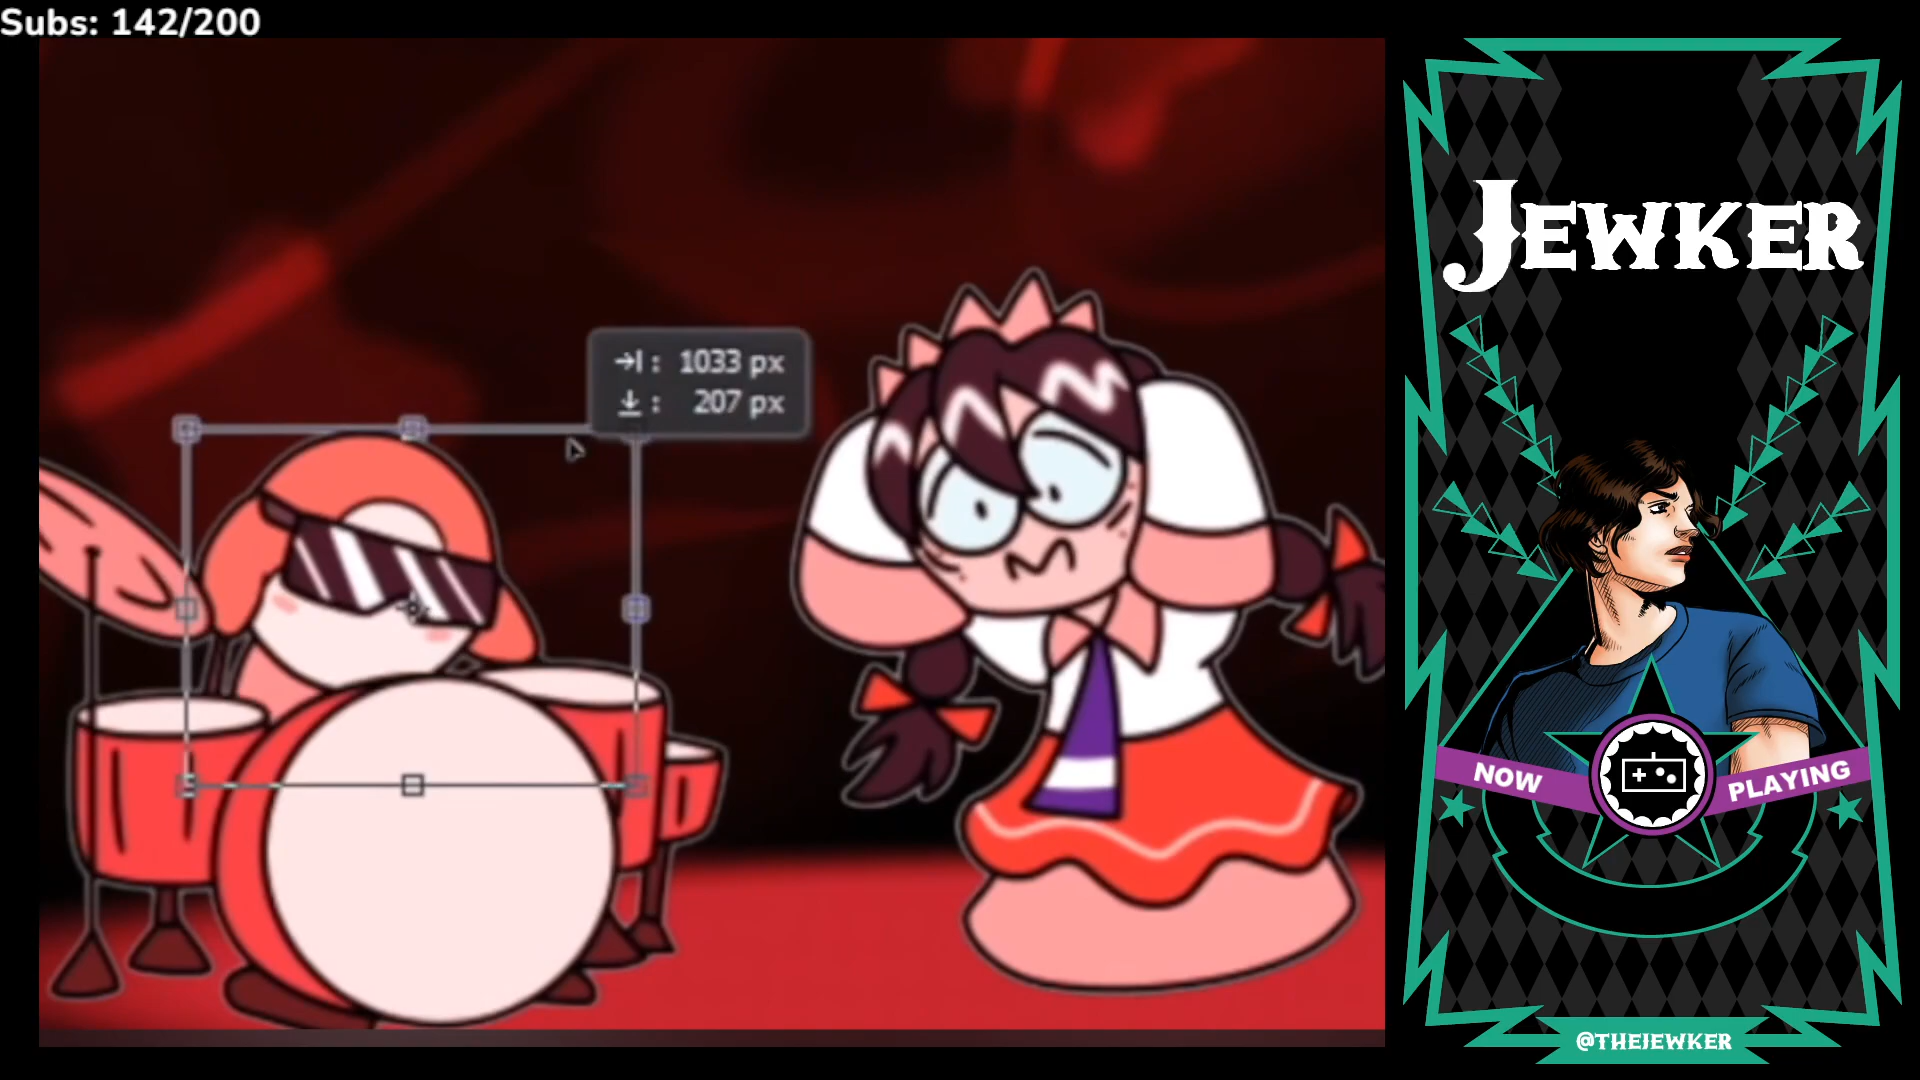 Subs: 142/200
→| : 1033 px
↓ : 207 px
JEWKER
NOW PLAYING
@THEJEWKER